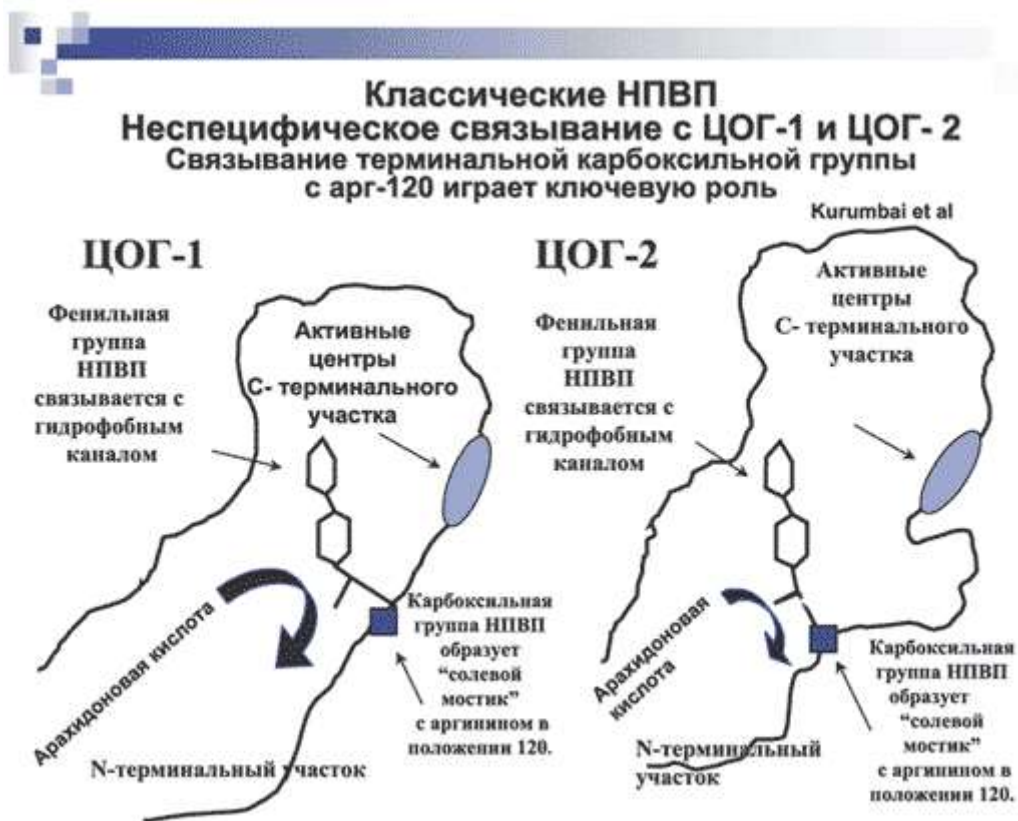 Классические НПВП
Неспецифическое связывание с ЦОГ-1 и ЦОГ- 2
Связывание терминальной карбоксильной группы
с арг-120 играет ключевую роль
Kurumbai et al
ЦОГ-1
Фенильная
группа
НПВП
связывается с
гидрофобным
каналом
Активные
центры
С- терминального
участка
Арахидоновая кислота
Карбоксильная
группа НПВП
образует
“солевой
мостик”
с аргинином в
положении 120.
N-терминальный участок
ЦОГ-2
Фенильная
группа
НПВП
связывается с
гидрофобным
каналом
Активные
центры
С- терминального
участка
Арахидоновая
кислота
Карбоксильная
группа НПВП
образует
“солевой
мостик”
с аргинином в
положении 120.
N-терминальный
участок